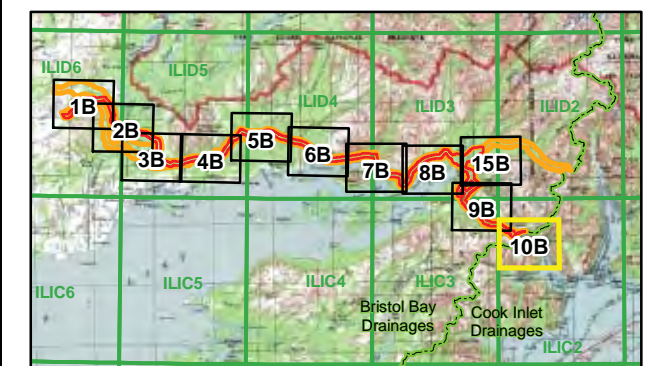 ILID6
ILID5
ILID4
ILID3
ILID2
1B
2B
3B
4B
5B
6B
7B
8B
15B
9B
10B
ILIC6
ILIC5
ILIC4
ILIC3
Bristol Bay
Drainages
Cook Inlet
Drainages
ILIC2